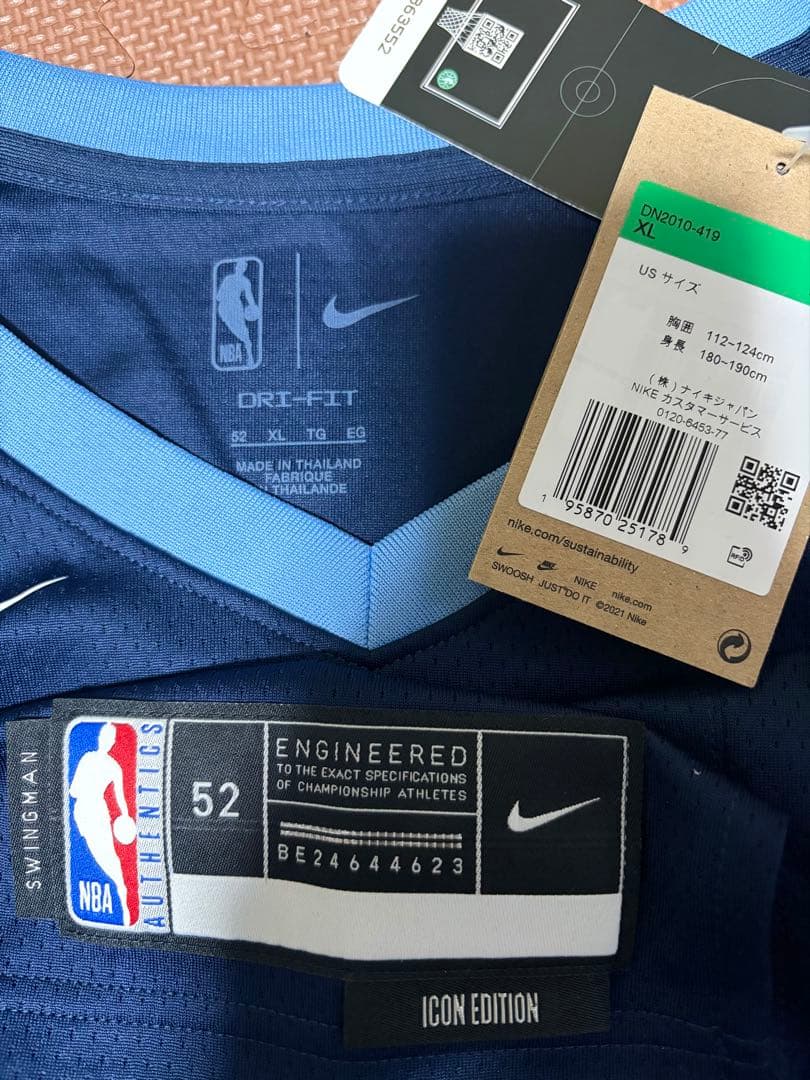 863552
DN2010-419
XL
US サイズ
胸囲 112~124cm
身長 180~190cm
(株)ナイキジャパン
NIKE カスタマーサービス
0120-6453-77
1 95870 25178 9
nike.com/sustainability
SWOOSH JUST DO IT NIKE nike.com
©2021 Nike
RFID
NBA
DRI-FIT
52 XL TG EG
MADE IN THAILAND
FABRIQUE
THAILANDE
SWINGMAN
NBA
AUTHENTICS
52
ENGINEERED
TO THE EXACT SPECIFICATIONS
OF CHAMPIONSHIP ATHLETES
BE24644623
ICON EDITION